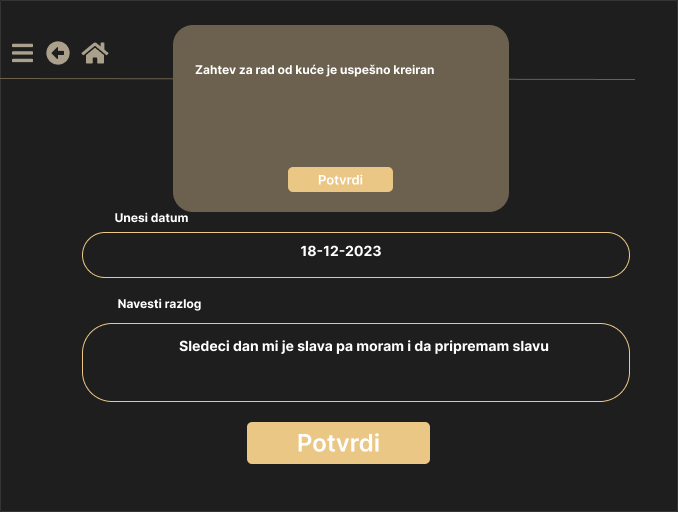 Zahtev za rad od kuće je uspešno kreiran
Potvrdi
Unesi datum
18-12-2023
Navesti razlog
Sledeci dan mi je slava pa moram i da pripremam slavu
Potvrdi